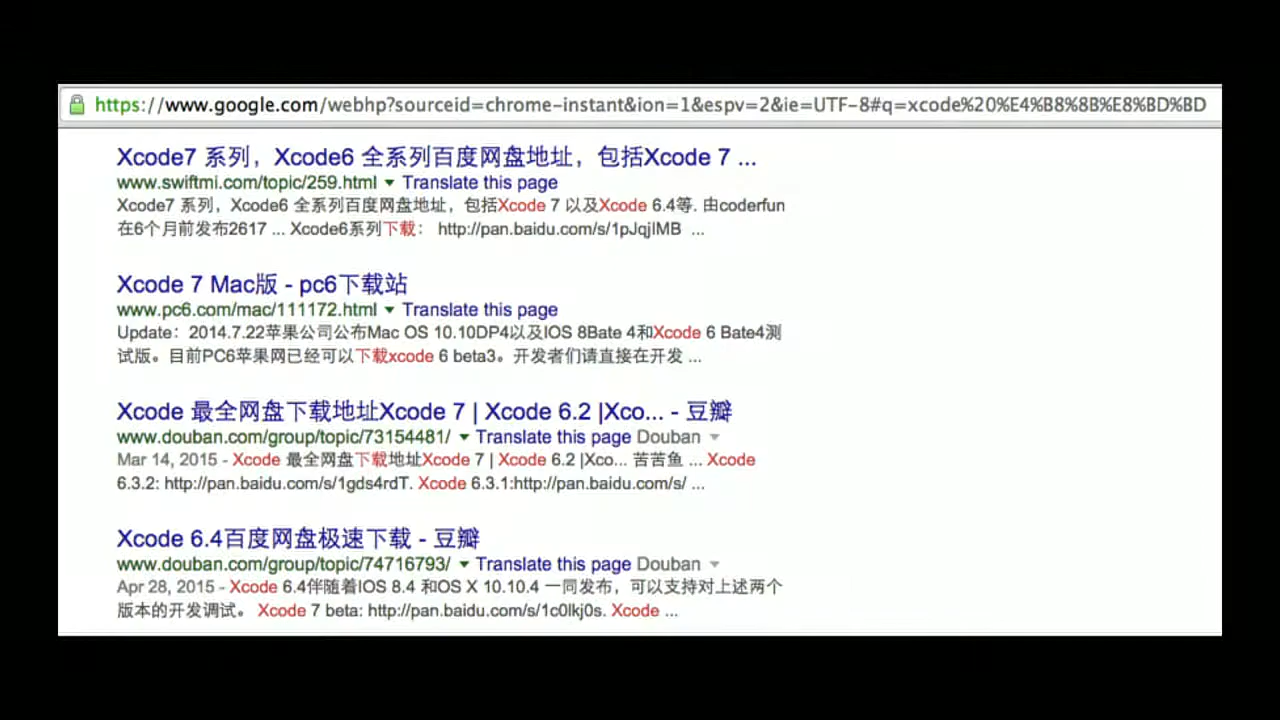 https://www.google.com/webhp?sourceid=chrome-instant&ion=1&espv=2&ie=UTF-8#q=xcode%20%E4%B8%8B%E8%BD%BD
Xcode7 系列，Xcode6 全系列百度网盘地址，包括Xcode 7 ...
www.swiftmi.com/topic/259.html ▼ Translate this page
Xcode7 系列，Xcode6 全系列百度网盘地址，包括Xcode 7 以及Xcode 6.4等. 由coderfun
在6个月前发布2617 ... Xcode6系列下载： http://pan.baidu.com/s/1pJqjIMB ...
Xcode 7 Mac版 - pc6下载站
www.pc6.com/mac/111172.html ▼ Translate this page
Update：2014.7.22苹果公司公布Mac OS 10.10DP4以及IOS 8Bate 4和Xcode 6 Bate4测
试版。目前PC6苹果网已经可以下载xcode 6 beta3。开发者们请直接在开发 ...
Xcode 最全网盘下载地址Xcode 7 | Xcode 6.2 |Xco... - 豆瓣
www.douban.com/group/topic/73154481/ ▼ Translate this page Douban ▼
Mar 14, 2015 - Xcode 最全网盘下载地址Xcode 7 | Xcode 6.2 |Xco... 苦苦鱼 ... Xcode
6.3.2: http://pan.baidu.com/s/1gds4rdT. Xcode 6.3.1:http://pan.baidu.com/s/ ...
Xcode 6.4百度网盘极速下载 - 豆瓣
www.douban.com/group/topic/74716793/ ▼ Translate this page Douban ▼
Apr 28, 2015 - Xcode 6.4伴随着IOS 8.4 和OS X 10.10.4 一同发布，可以支持对上述两个
版本的开发调试。 Xcode 7 beta: http://pan.baidu.com/s/1c0lkj0s. Xcode ...